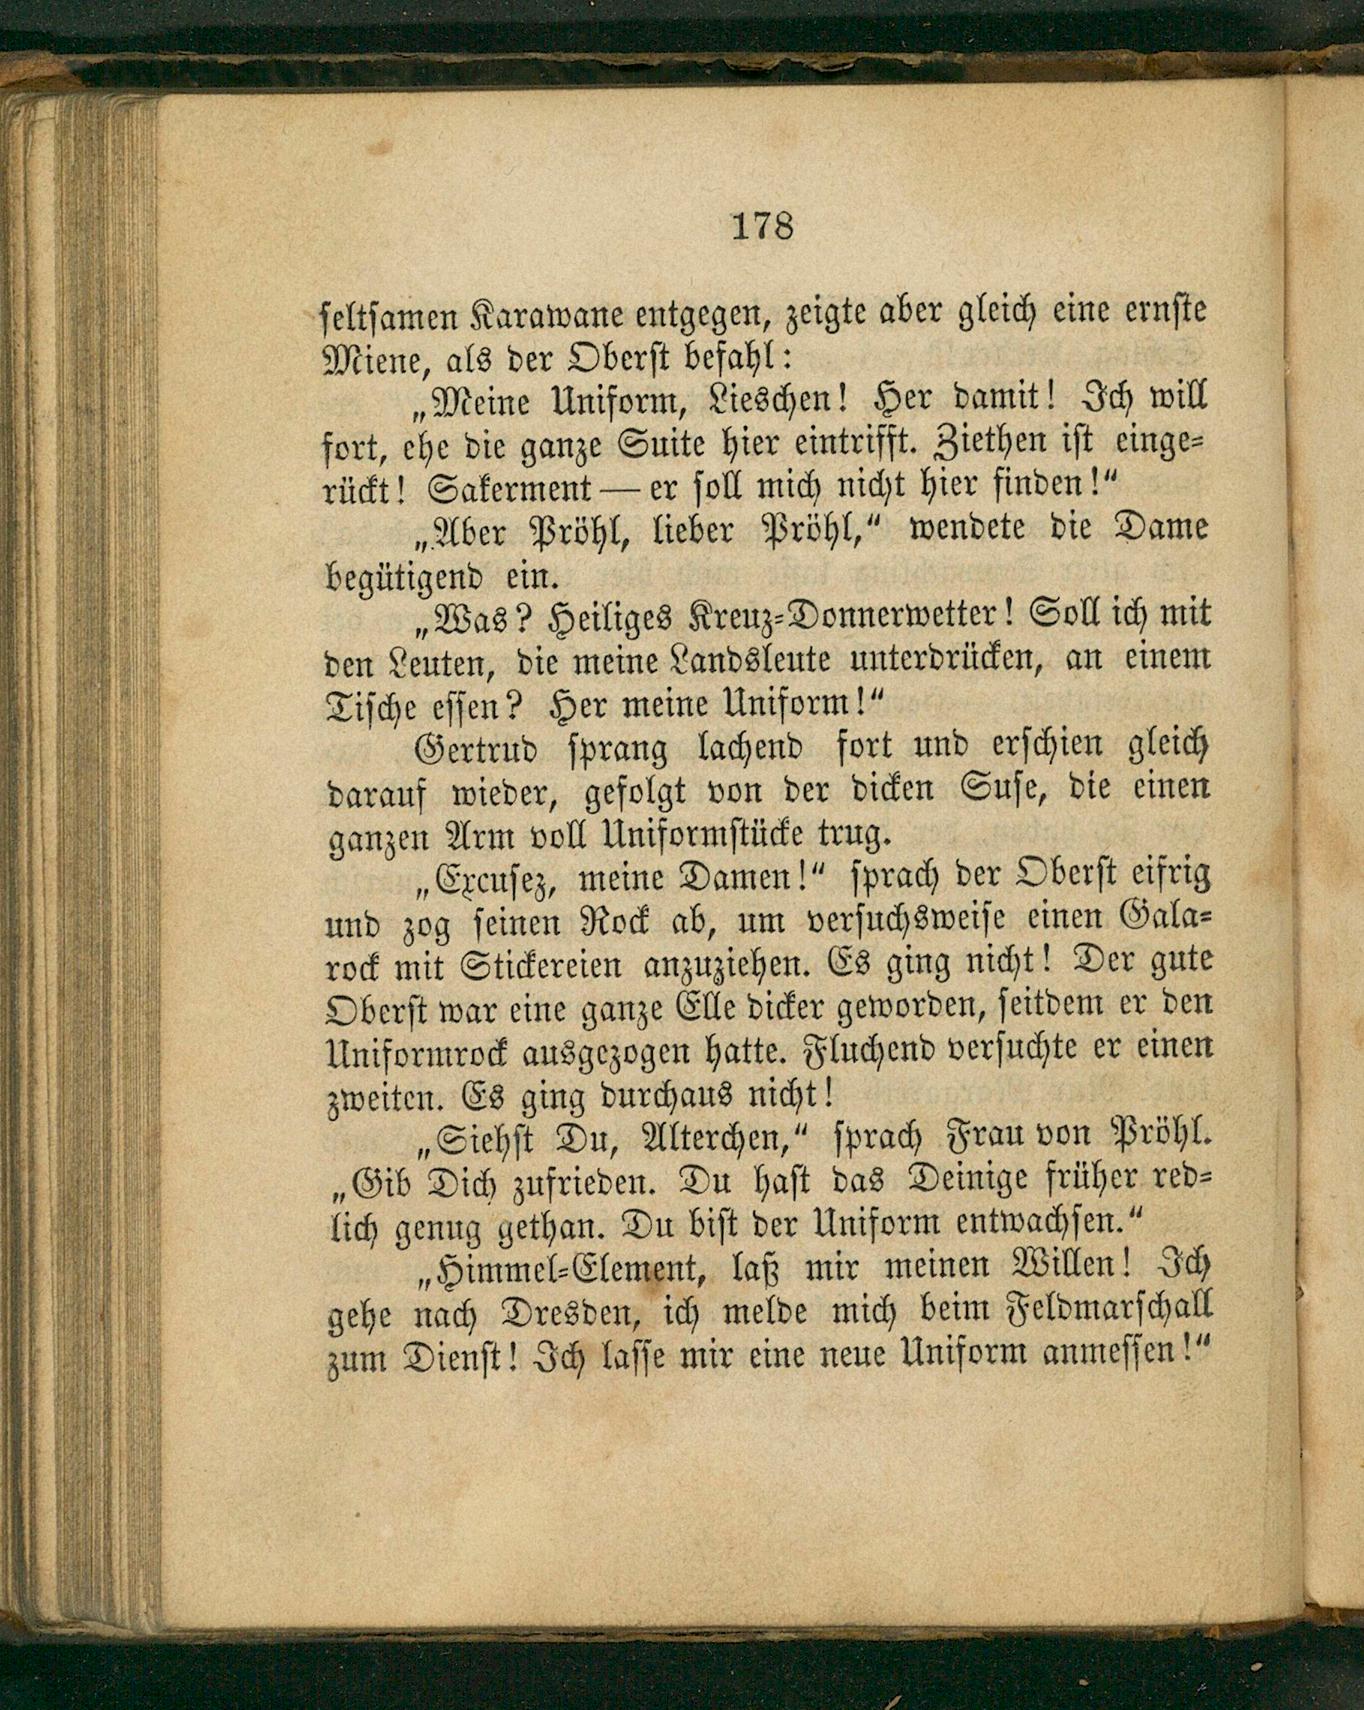 178
seltsamen Karawane entgegen, zeigte aber gleich eine ernste
Miene, als der Oberst befahl:
„Meine Uniform, Lieschen! Her damit! Ich will
fort, ehe die ganze Suite hier eintrifft. Ziethen ist einge=
rückt! Sakerment — er soll mich nicht hier finden!“
„Aber Pröhl, lieber Pröhl,“ wendete die Dame
begütigend ein.
„Was? Heiliges Kreuz=Donnerwetter! Soll ich mit
den Leuten, die meine Landsleute unterdrücken, an einem
Tische essen? Her meine Uniform!“
Gertrud sprang lachend fort und erschien gleich
darauf wieder, gefolgt von der dicken Suse, die einen
ganzen Arm voll Uniformstücke trug.
„Excusez, meine Damen!“ sprach der Oberst eifrig
und zog seinen Rock ab, um versuchsweise einen Gala=
rock mit Stickereien anzuziehen. Es ging nicht! Der gute
Oberst war eine ganze Elle dicker geworden, seitdem er den
Uniformrock ausgezogen hatte. Fluchend versuchte er einen
zweiten. Es ging durchaus nicht!
„Siehst Du, Alterchen,“ sprach Frau von Pröhl.
„Gib Dich zufrieden. Du hast das Deinige früher red=
lich genug gethan. Du bist der Uniform entwachsen.“
„Himmel=Element, laß mir meinen Willen! Ich
gehe nach Dresden, ich melde mich beim Feldmarschall
zum Dienst! Ich lasse mir eine neue Uniform anmessen!“